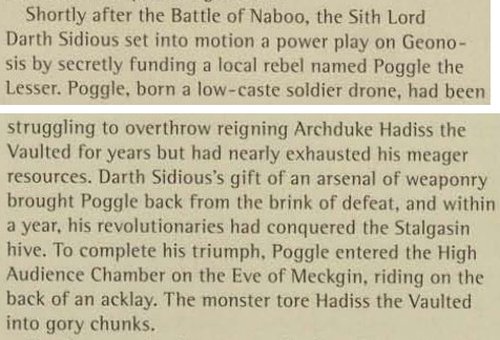 Shortly after the Battle of Naboo, the Sith Lord
Darth Sidious set into motion a power play on Geono-
sis by secretly funding a local rebel named Poggle the
Lesser. Poggle, born a low-caste soldier drone, had been
struggling to overthrow reigning Archduke Hadiss the
Vaulted for years but had nearly exhausted his meager
resources. Darth Sidious's gift of an arsenal of weaponry
brought Poggle back from the brink of defeat, and within
a year, his revolutionaries had conquered the Stalgasin
hive. To complete his triumph, Poggle entered the High
Audience Chamber on the Eve of Meckgin, riding on the
back of an acklay. The monster tore Hadiss the Vaulted
into gory chunks.